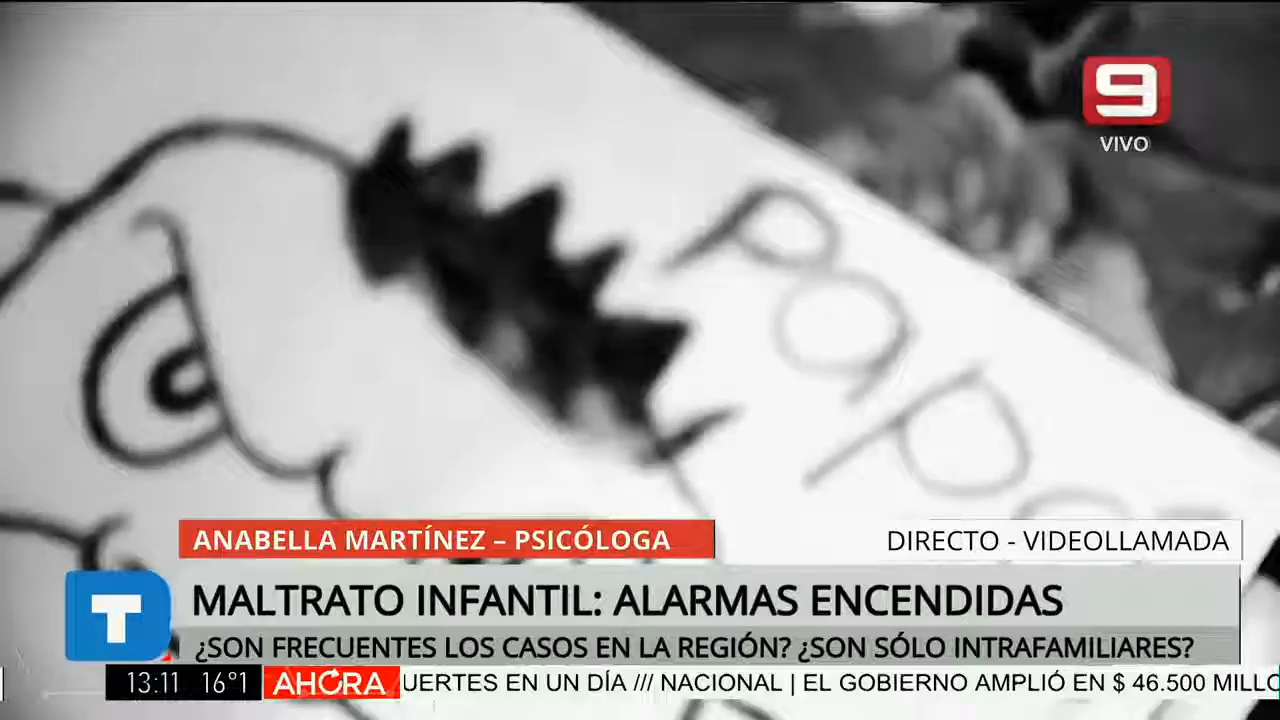 9
VIVO
papa
ANABELLA MARTÍNEZ – PSICÓLOGA
DIRECTO - VIDEOLLAMADA
T
MALTRATO INFANTIL: ALARMAS ENCENDIDAS
¿SON FRECUENTES LOS CASOS EN LA REGIÓN? ¿SON SÓLO INTRAFAMILIARES?
13:11 16°1 AHORA UERTES EN UN DÍA /// NACIONAL | EL GOBIERNO AMPLIÓ EN $ 46.500 MILLO